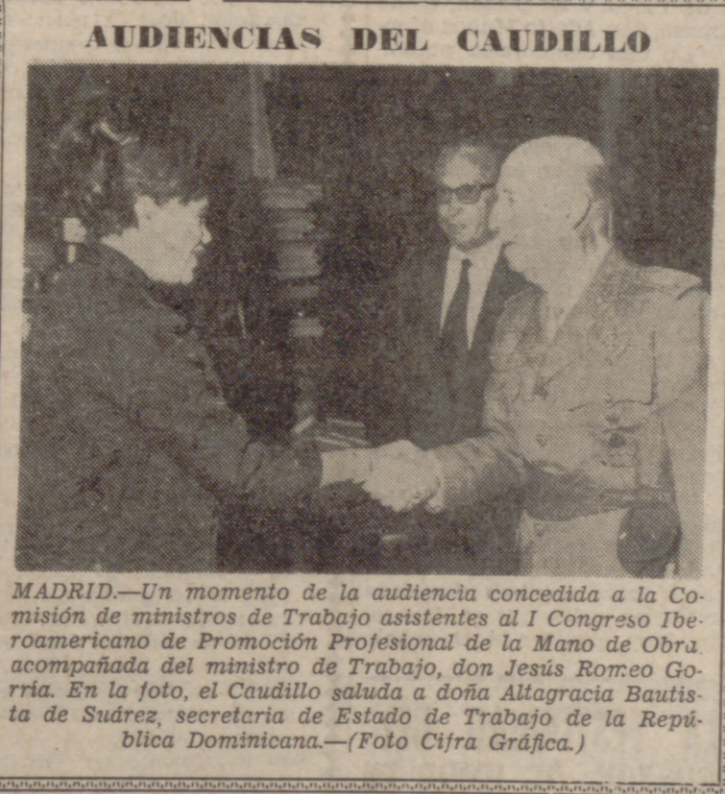 AUDIENCIAS DEL CAUDILLO
MADRID.—Un momento de la audiencia concedida a la Co-
misión de ministros de Trabajo asistentes al I Congreso Ibe-
roamericano de Promoción Profesional de la Mano de Obra,
acompañada del ministro de Trabajo, don Jesús Romeo Go-
rría. En la foto, el Caudillo saluda a doña Altagracia Bautis-
ta de Suárez, secretaria de Estado de Trabajo de la Repú-
blica Dominicana.—(Foto Cifra Gráfica.)